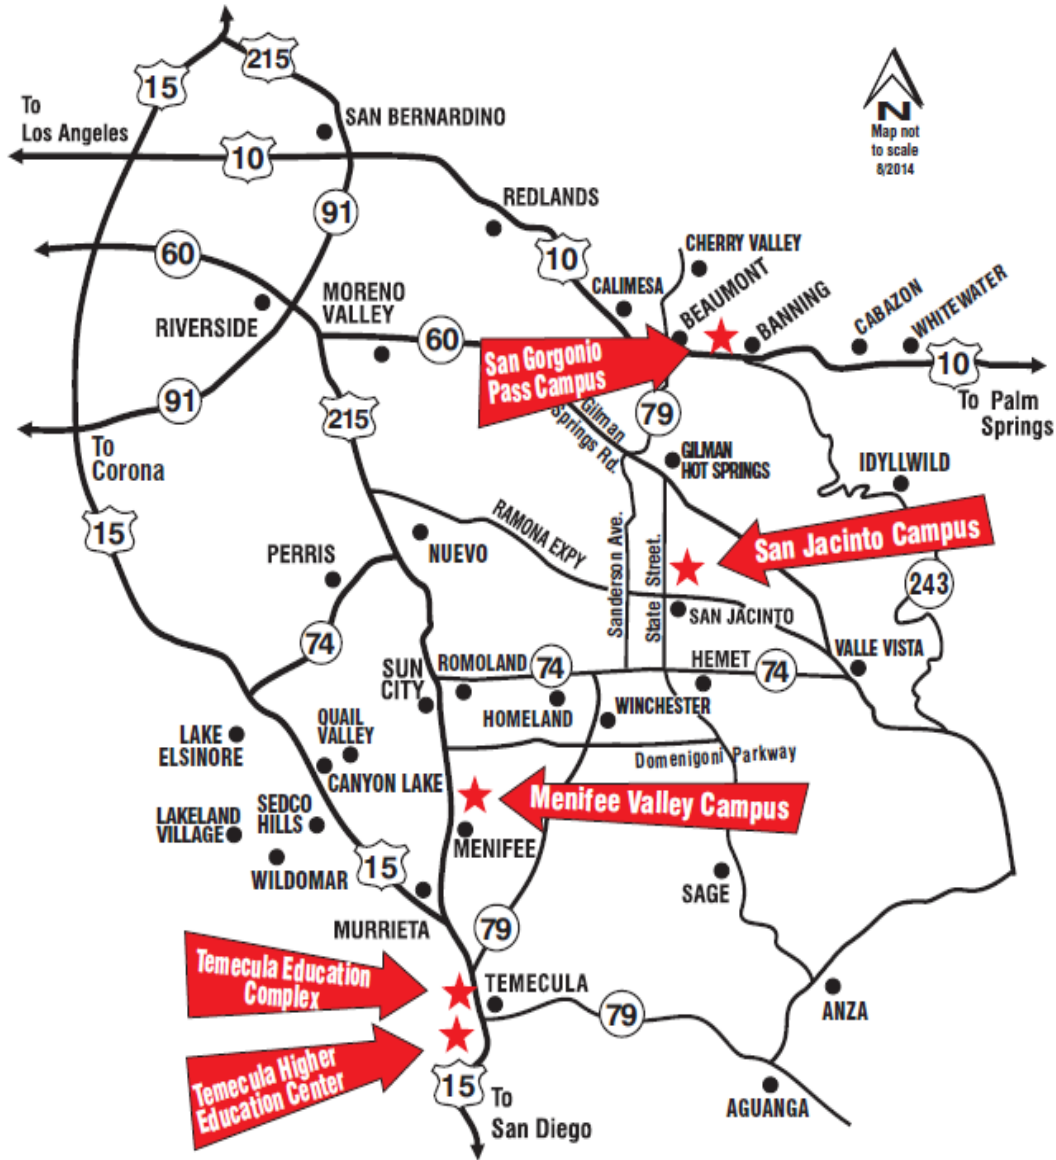 215
15
To
Los Angeles
SAN BERNARDINO
N
Map not
to scale
8/2014
10
91
REDLANDS
60
10
CHERRY VALLEY
CALIMESA
BEAUMONT
BANNING
CABAZON
WHITEWATER
MORENO
VALLEY
RIVERSIDE
60
San Gorgonio
Pass Campus
10
To Palm
Springs
91
215
79
Gilman
Springs Rd.
To
Corona
GILMAN
HOT SPRINGS
IDYLLWILD
15
RAMONA EXPY
NUEVO
PERRIS
Sanderson Ave.
State Street.
San Jacinto Campus
243
SAN JACINTO
74
SUN
CITY
ROMOLAND
74
HEMET
74
VALLE VISTA
HOMELAND
WINCHESTER
LAKE
ELSINORE
QUAIL
VALLEY
CANYON LAKE
Domenigoni Parkway
Menifee Valley Campus
SEDCO
HILLS
LAKELAND
VILLAGE
WILDOMAR
15
MENIFEE
SAGE
MURRIETA
79
Temecula Education
Complex
TEMECULA
79
ANZA
Temecula Higher
Education Center
15
To
San Diego
AGUANGA